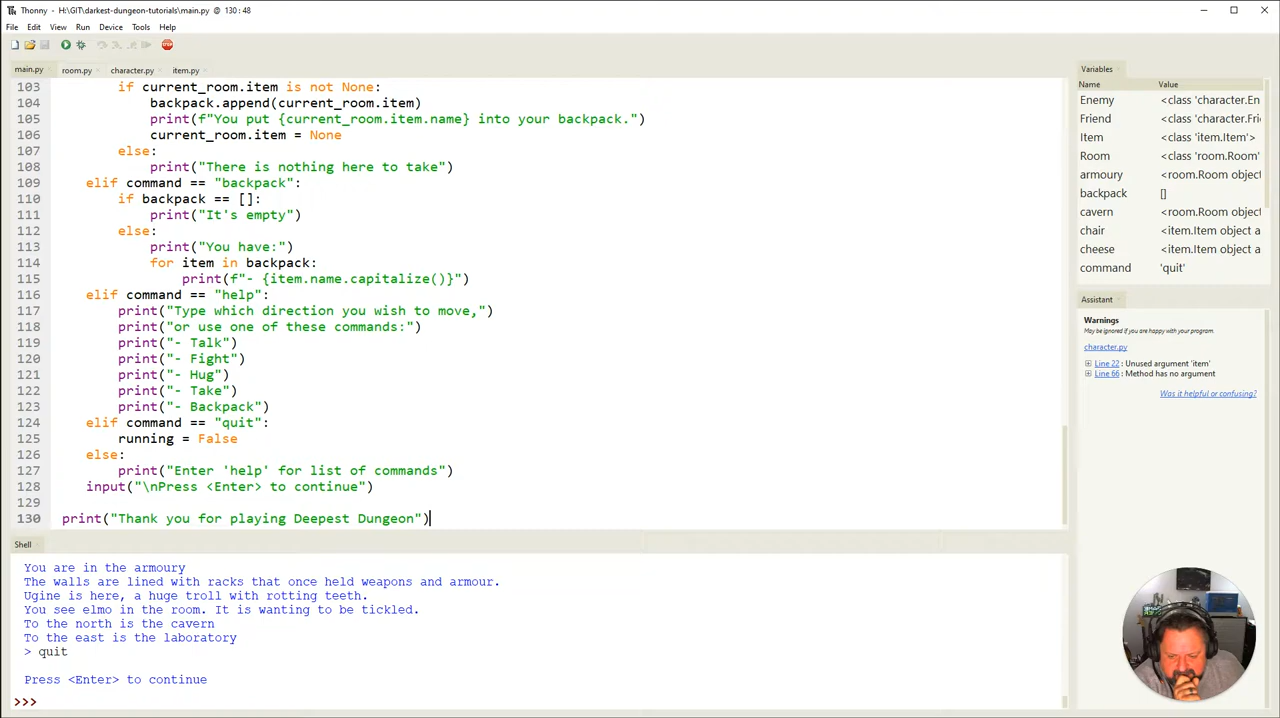 Thonny - H:\GIT\darkest-dungeon-tutorials\main.py @ 130 : 48
File Edit View Run Device Tools Help
main.py room.py character.py item.py
103 if current_room.item is not None:
104 backpack.append(current_room.item)
105 print(f"You put {current_room.item.name} into your backpack.")
106 current_room.item = None
107 else:
108 print("There is nothing here to take")
109 elif command == "backpack":
110 if backpack == []:
111 print("It's empty")
112 else:
113 print("You have:")
114 for item in backpack:
115 print(f"- {item.name.capitalize()}")
116 elif command == "help":
117 print("Type which direction you wish to move,")
118 print("or use one of these commands:")
119 print("- Talk")
120 print("- Fight")
121 print("- Hug")
122 print("- Take")
123 print("- Backpack")
124 elif command == "quit":
125 running = False
126 else:
127 print("Enter 'help' for list of commands")
128 input("\nPress <Enter> to continue")
129
130 print("Thank you for playing Deepest Dungeon")
Shell
You are in the armoury
The walls are lined with racks that once held weapons and armour.
Ugine is here, a huge troll with rotting teeth.
You see elmo in the room. It is wanting to be tickled.
To the north is the cavern
To the east is the laboratory
> quit
Press <Enter> to continue
>>>
Variables
Name Value
Enemy <class 'character.En
Friend <class 'character.Frie
Item <class 'item.Item'>
Room <class 'room.Room'
armoury <room.Room object
backpack []
cavern <room.Room object
chair <item.Item object a
cheese <item.Item object a
command 'quit'
Assistant
Warnings
May be ignored if you are happy with your program.
character.py
Line 22 : Unused argument 'item'
Line 66 : Method has no argument
Was it helpful or confusing?